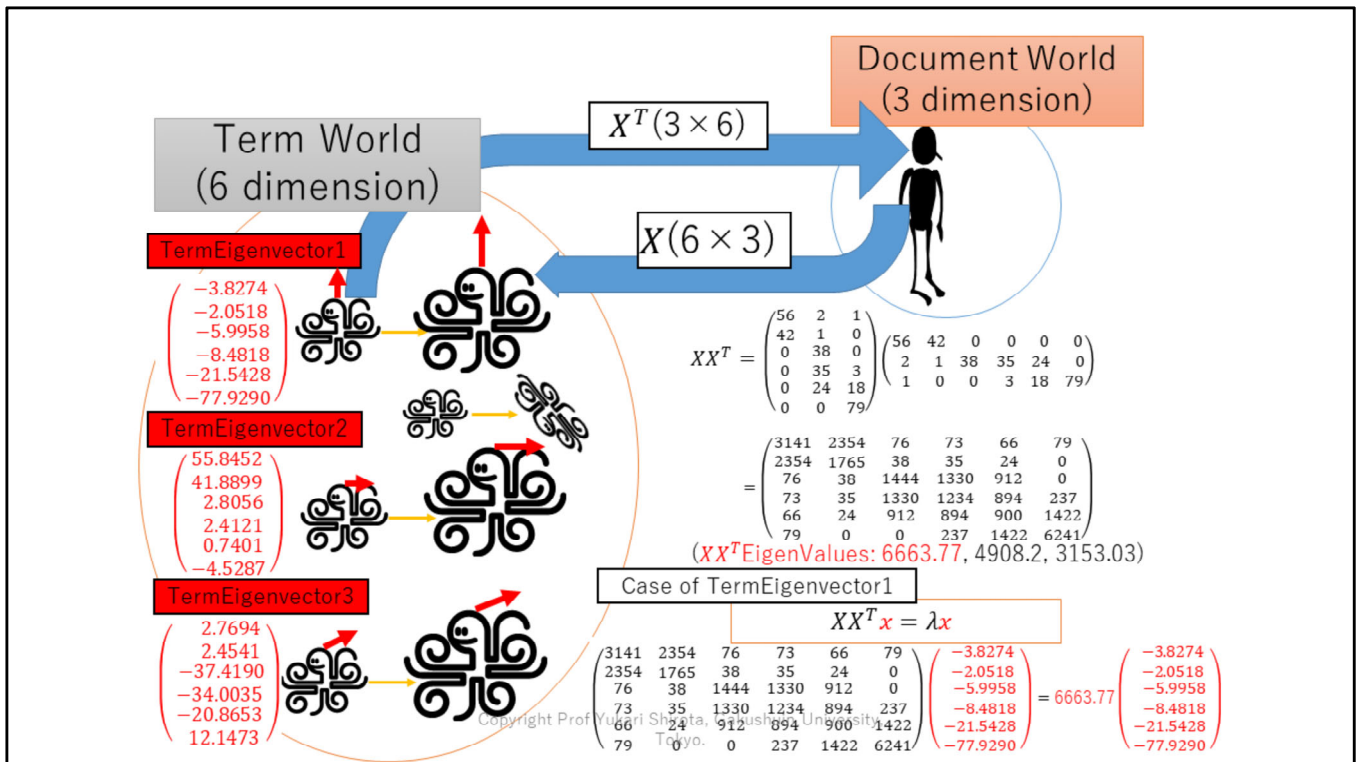 Document World
(3 dimension)
X^T(3 × 6)
Term World
(6 dimension)
X(6 × 3)
TermEigenvector1
−3.8274
−2.0518
−5.9958
−8.4818
−21.5428
−77.9290
TermEigenvector2
55.8452
41.8899
2.8056
2.4121
0.7401
−4.5287
TermEigenvector3
2.7694
2.4541
−37.4190
−34.0035
−20.8653
12.1473
XX^T =
56 2 1
42 1 0
0 38 0
0 35 3
0 24 18
0 0 79
56 42 0 0 0 0
2 1 38 35 24 0
1 0 0 3 18 79
=
3141 2354 76 73 66 79
2354 1765 38 35 24 0
76 38 1444 1330 912 0
73 35 1330 1234 894 237
66 24 912 894 900 1422
79 0 0 237 1422 6241
(XX^T EigenValues: 6663.77, 4908.2, 3153.03)
Case of TermEigenvector1
XX^T x = λx
3141 2354 76 73 66 79
2354 1765 38 35 24 0
76 38 1444 1330 912 0
73 35 1330 1234 894 237
66 24 912 894 900 1422
79 0 0 237 1422 6241
−3.8274
−2.0518
−5.9958
−8.4818
−21.5428
−77.9290
= 6663.77
−3.8274
−2.0518
−5.9958
−8.4818
−21.5428
−77.9290
Copyright Prof Yukari Shirota, Gakushuin University,
Tokyo.